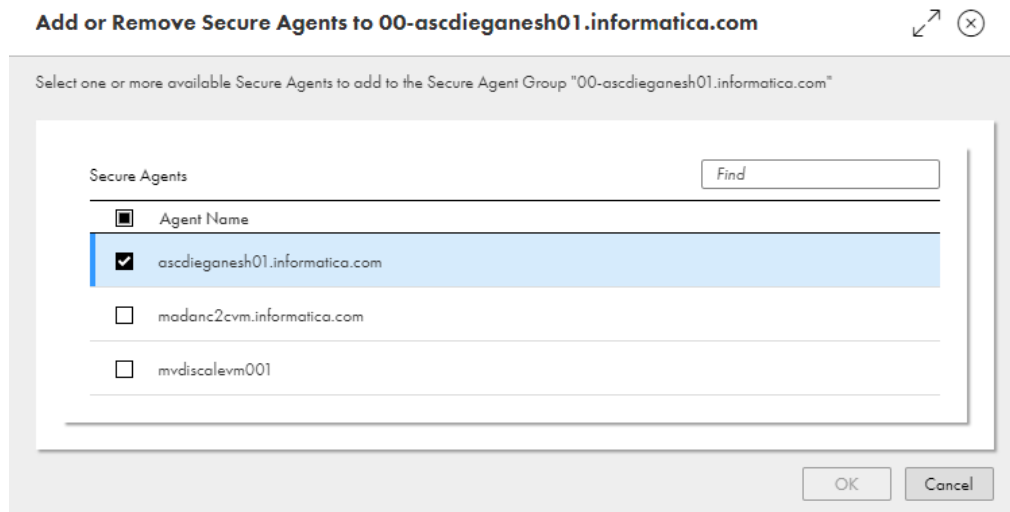 Add or Remove Secure Agents to 00-ascdieganesh01.informatica.com
Select one or more available Secure Agents to add to the Secure Agent Group "00-ascdieganesh01.informatica.com"
Secure Agents
Find
Agent Name
ascdieganesh01.informatica.com
madanc2cvm.informatica.com
mvdiscalevm001
OK
Cancel